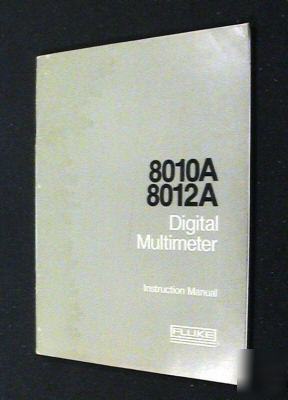 8010A
8012A
Digital
Multimeter
Instruction Manual
FLUKE